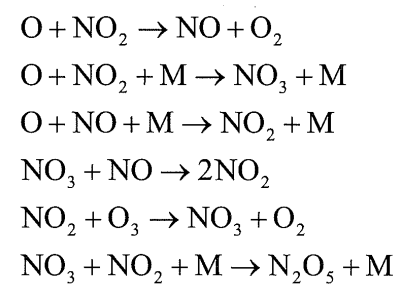 O + NO₂ → NO + O₂
O + NO₂ + M → NO₃ + M
O + NO + M → NO₂ + M
NO₃ + NO → 2NO₂
NO₂ + O₃ → NO₃ + O₂
NO₃ + NO₂ + M → N₂O₅ + M